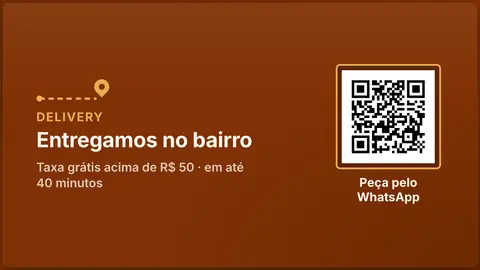 DELIVERY
Entregamos no bairro
Taxa grátis acima de R$ 50 · em até
40 minutos
Peça pelo
WhatsApp